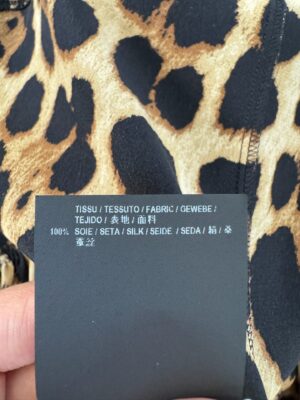 TISSU / TESSUTO / FABRIC / GEWEBE /
TEJIDO / 表地 / 面料
100% SOIE / SETA / SILK / SEIDE / SEDA / 絹 / 桑
蚕丝